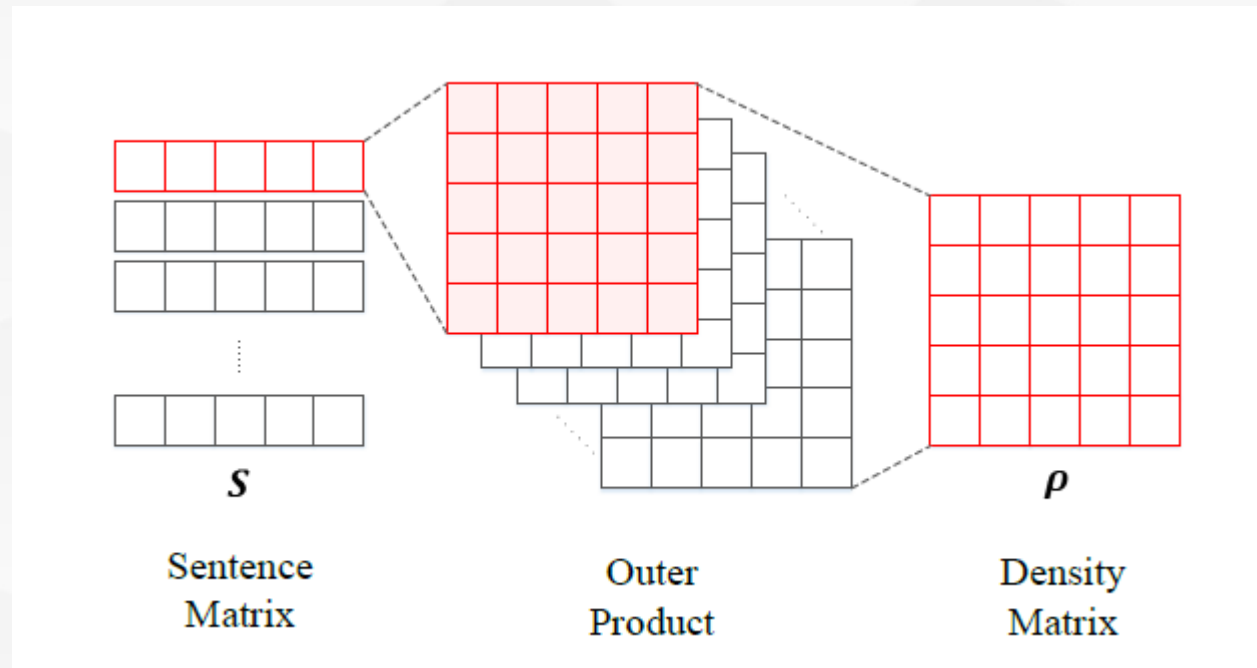 S
ρ
Sentence
Matrix
Outer
Product
Density
Matrix